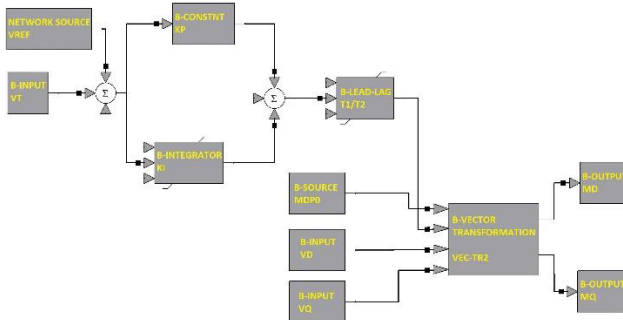 NETWORK SOURCE
VREF
B-CONSTNT
KP
B-INPUT
VT
Σ
Σ
B-LEAD-LAG
T1/T2
B-INTEGRATOR
KI
B-SOURCE
MDP0
B-VECTOR
TRANSFORMATION
VEC-TR2
B-OUTPUT
MD
B-INPUT
VD
B-INPUT
VQ
B-OUTPUT
MQ